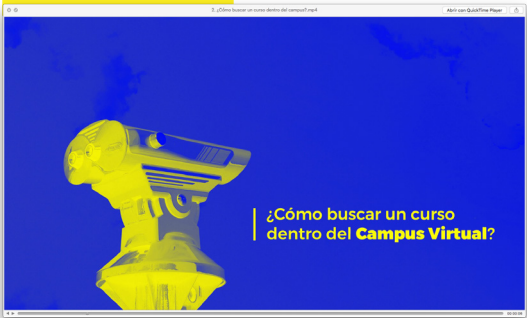 5. ¿Cómo buscar un curso dentro del campus?.mp4
Abrir con QuickTime Player
¿Cómo buscar un curso
dentro del Campus Virtual?